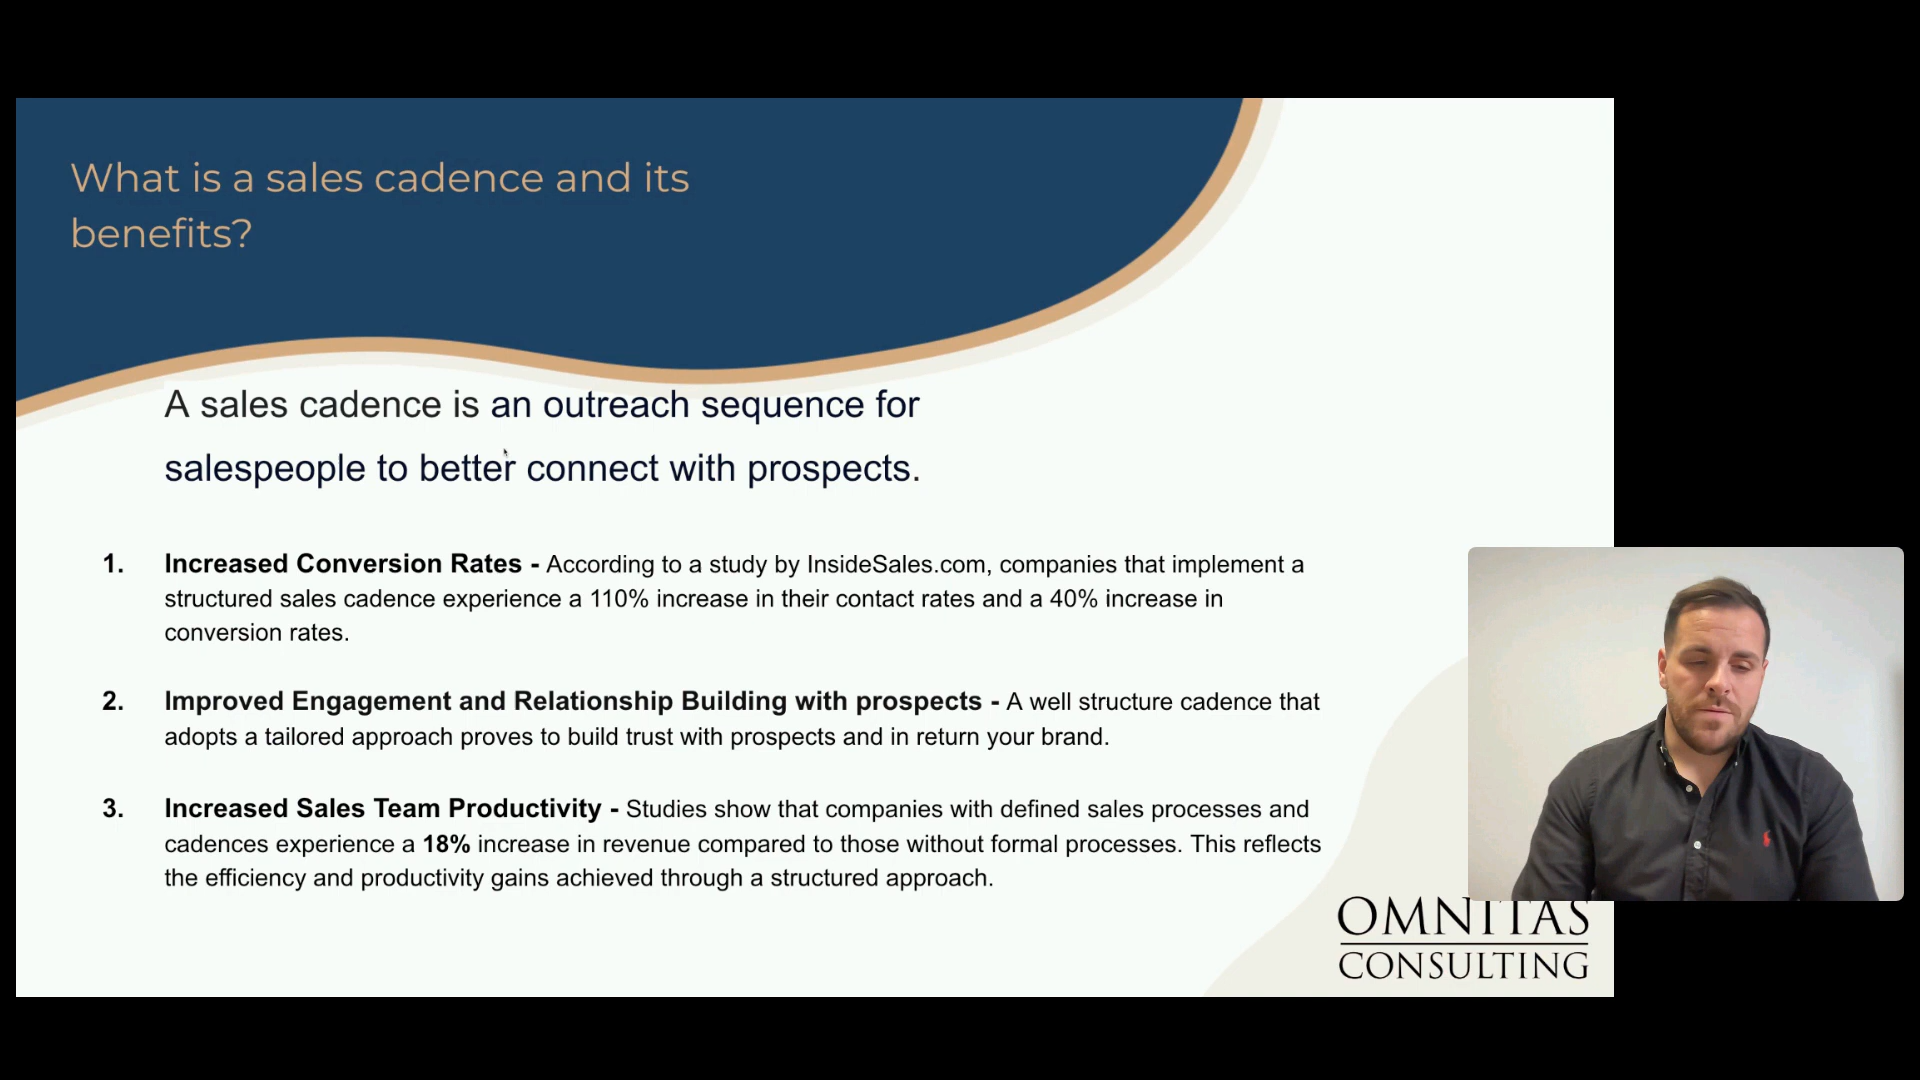 What is a sales cadence and its
benefits?
A sales cadence is an outreach sequence for
salespeople to better connect with prospects.
1. Increased Conversion Rates - According to a study by InsideSales.com, companies that implement a
structured sales cadence experience a 110% increase in their contact rates and a 40% increase in
conversion rates.
2. Improved Engagement and Relationship Building with prospects - A well structure cadence that
adopts a tailored approach proves to build trust with prospects and in return your brand.
3. Increased Sales Team Productivity - Studies show that companies with defined sales processes and
cadences experience a 18% increase in revenue compared to those without formal processes. This reflects
the efficiency and productivity gains achieved through a structured approach.
OMNITAS
CONSULTING